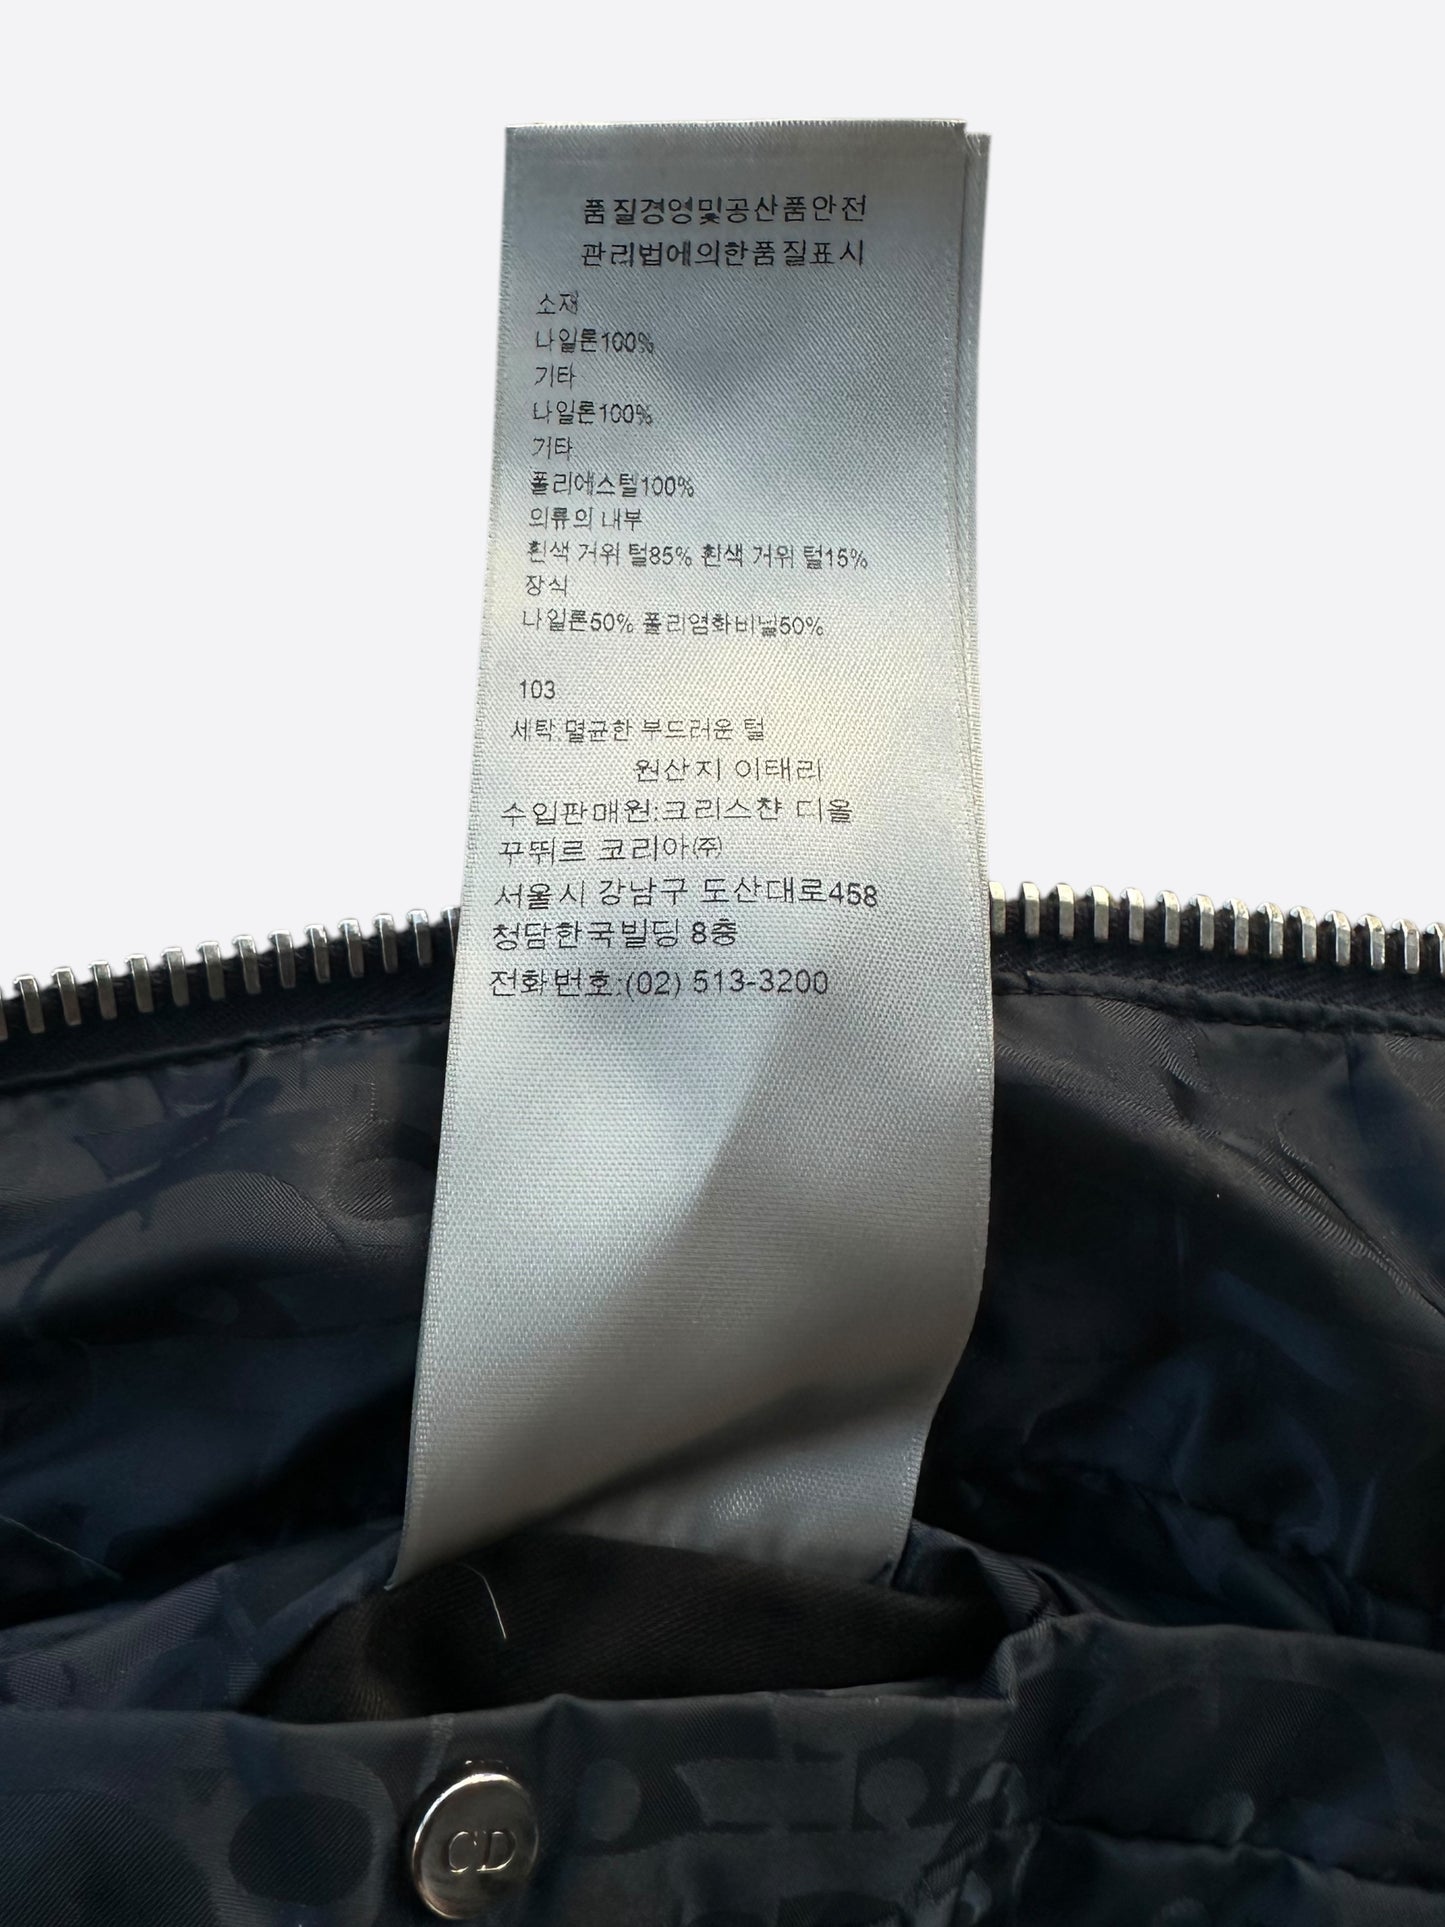 품질경영및공산품안전
관리법에의한품질표시
소재
나일론100%
기타
나일론100%
기타
폴리에스텔100%
의류의 내부
흰색 거위 털85% 흰색 거위 털15%
장식
나일론50% 폴리염화비닐50%
103
세탁 멸균한 부드러운 털
원산지 이태리
수입판매원:크리스챤 디올
꾸뛰르 코리아㈜
서울시 강남구 도산대로458
청담한국빌딩 8층
전화번호:(02) 513-3200
CD